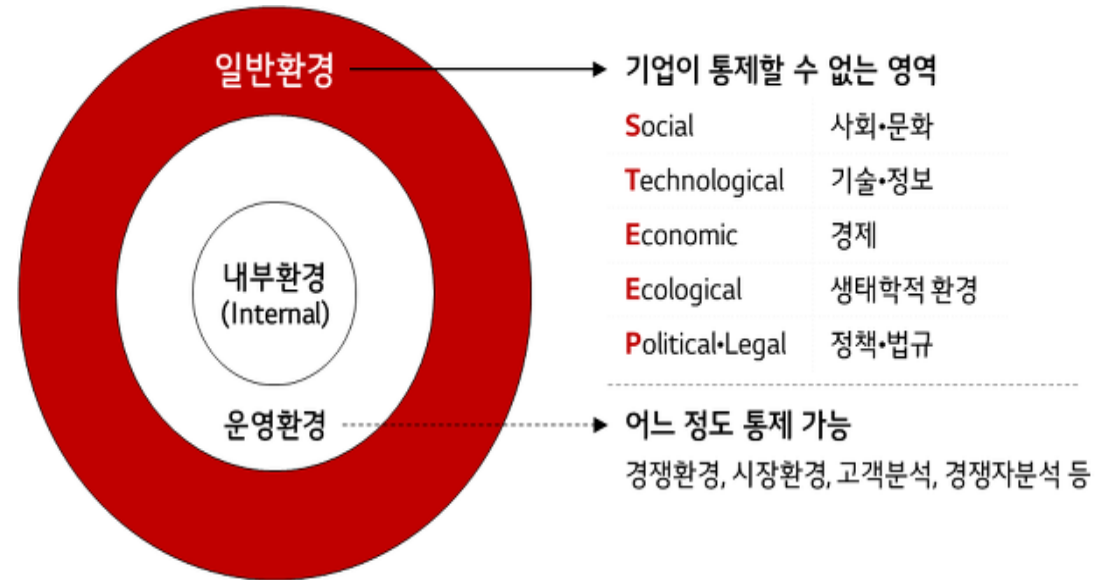 일반환경
기업이 통제할 수 없는 영역
Social 사회•문화
Technological 기술•정보
Economic 경제
Ecological 생태학적 환경
Political•Legal 정책•법규
내부환경
(Internal)
운영환경
어느 정도 통제 가능
경쟁환경, 시장환경, 고객분석, 경쟁자분석 등